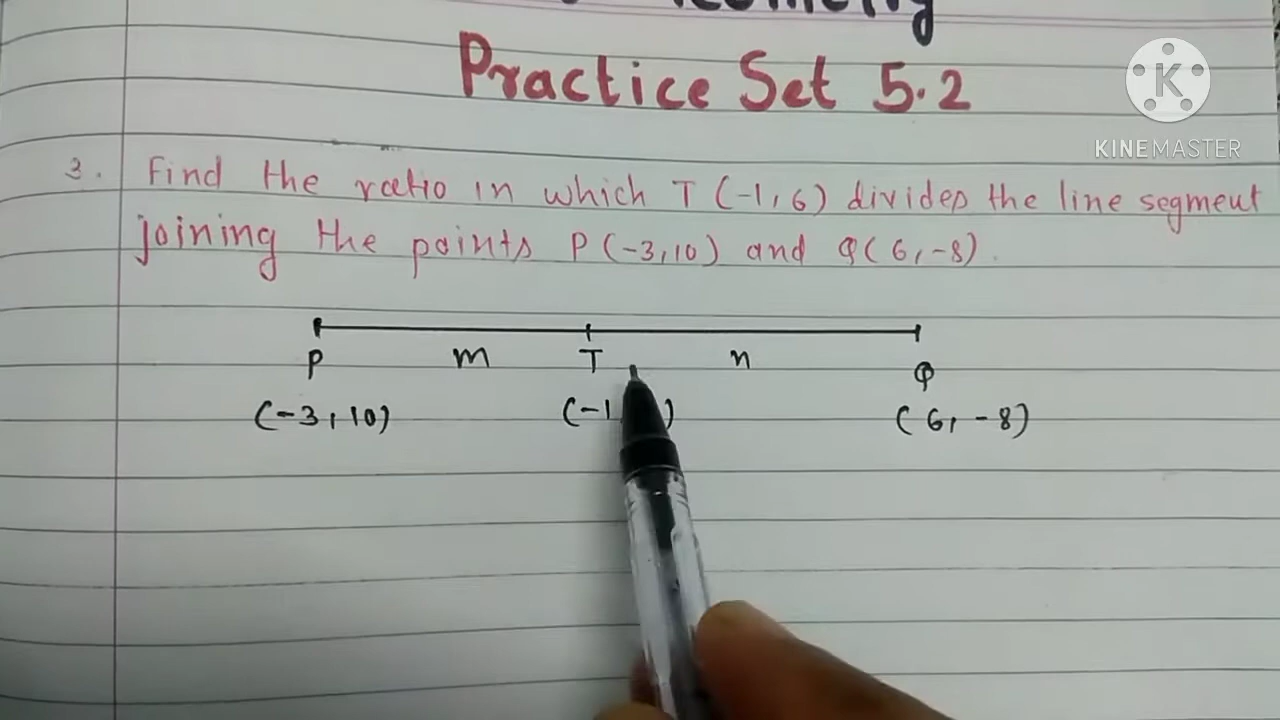 Practice Set 5.2
KINEMASTER
3. Find the ratio in which T (-1,6) divides the line segment
joining the points P (-3,10) and Q (6,-8).
P m T n Q
(-3,10) (-1, ) (6,-8)